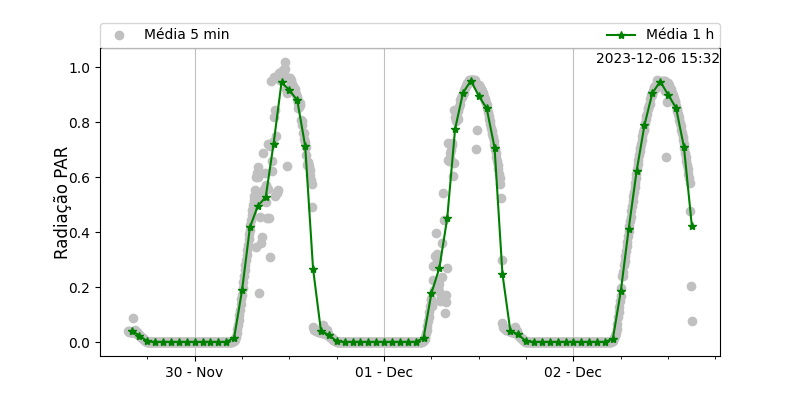 Média 5 min
Média 1 h
2023-12-06 15:32
1.0
0.8
0.6
0.4
0.2
0.0
Radiação PAR
30 - Nov
01 - Dec
02 - Dec